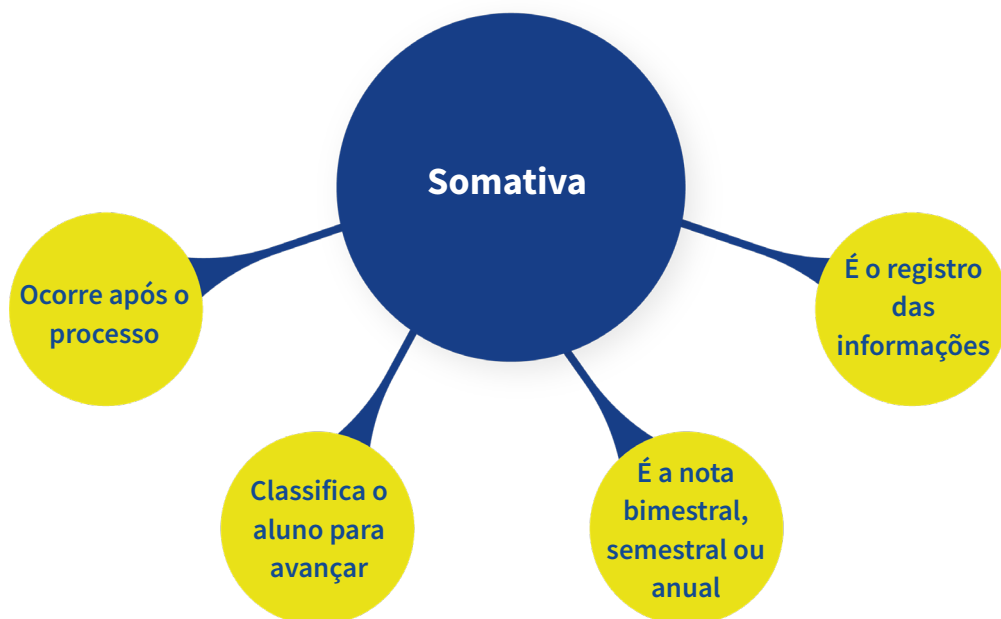 Somativa
Ocorre após o
processo
Classifica o
aluno para
avançar
É a nota
bimestral,
semestral ou
anual
É o registro
das
informações